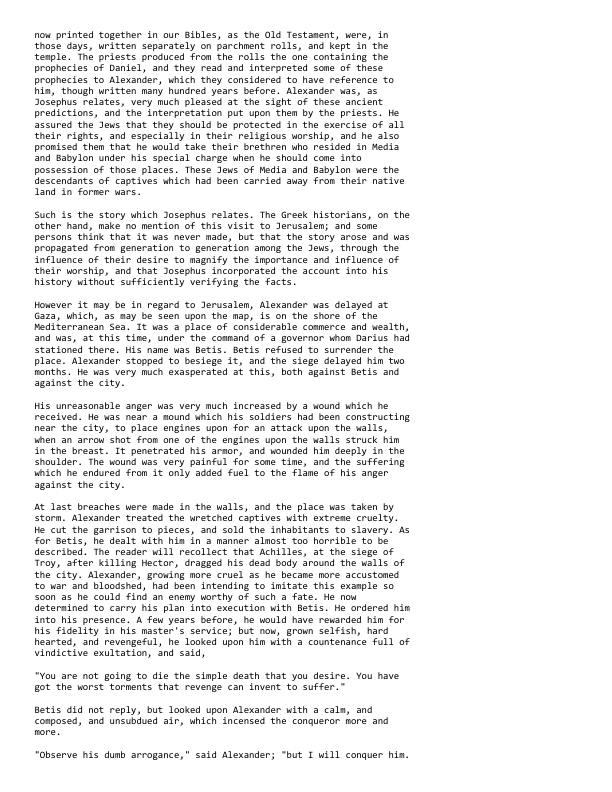 now printed together in our Bibles, as the Old Testament, were, in
those days, written separately on parchment rolls, and kept in the
temple. The priests produced from the rolls the one containing the
prophecies of Daniel, and they read and interpreted some of these
prophecies to Alexander, which they considered to have reference to
him, though written many hundred years before. Alexander was, as
Josephus relates, very much pleased at the sight of these ancient
predictions, and the interpretation put upon them by the priests. He
assured the Jews that they should be protected in the exercise of all
their rights, and especially in their religious worship, and he also
promised them that he would take their brethren who resided in Media
and Babylon under his special charge when he should come into
possession of those places. These Jews of Media and Babylon were the
descendants of captives which had been carried away from their native
land in former wars.

Such is the story which Josephus relates. The Greek historians, on the
other hand, make no mention of this visit to Jerusalem; and some
persons think that it was never made, but that the story arose and was
propagated from generation to generation among the Jews, through the
influence of their desire to magnify the importance and influence of
their worship, and that Josephus incorporated the account into his
history without sufficiently verifying the facts.

However it may be in regard to Jerusalem, Alexander was delayed at
Gaza, which, as may be seen upon the map, is on the shore of the
Mediterranean Sea. It was a place of considerable commerce and wealth,
and was, at this time, under the command of a governor whom Darius had
stationed there. His name was Betis. Betis refused to surrender the
place. Alexander stopped to besiege it, and the siege delayed him two
months. He was very much exasperated at this, both against Betis and
against the city.

His unreasonable anger was very much increased by a wound which he
received. He was near a mound which his soldiers had been constructing
near the city, to place engines upon for an attack upon the walls,
when an arrow shot from one of the engines upon the walls struck him
in the breast. It penetrated his armor, and wounded him deeply in the
shoulder. The wound was very painful for some time, and the suffering
which he endured from it only added fuel to the flame of his anger
against the city.

At last breaches were made in the walls, and the place was taken by
storm. Alexander treated the wretched captives with extreme cruelty.
He cut the garrison to pieces, and sold the inhabitants to slavery. As
for Betis, he dealt with him in a manner almost too horrible to be
described. The reader will recollect that Achilles, at the siege of
Troy, after killing Hector, dragged his dead body around the walls of
the city. Alexander, growing more cruel as he became more accustomed
to war and bloodshed, had been intending to imitate this example so
soon as he could find an enemy worthy of such a fate. He now
determined to carry his plan into execution with Betis. He ordered him
into his presence. A few years before, he would have rewarded him for
his fidelity in his master's service; but now, grown selfish, hard
hearted, and revengeful, he looked upon him with a countenance full of
vindictive exultation, and said,

"You are not going to die the simple death that you desire. You have
got the worst torments that revenge can invent to suffer."

Betis did not reply, but looked upon Alexander with a calm, and
composed, and unsubdued air, which incensed the conqueror more and
more.

"Observe his dumb arrogance," said Alexander; "but I will conquer him.